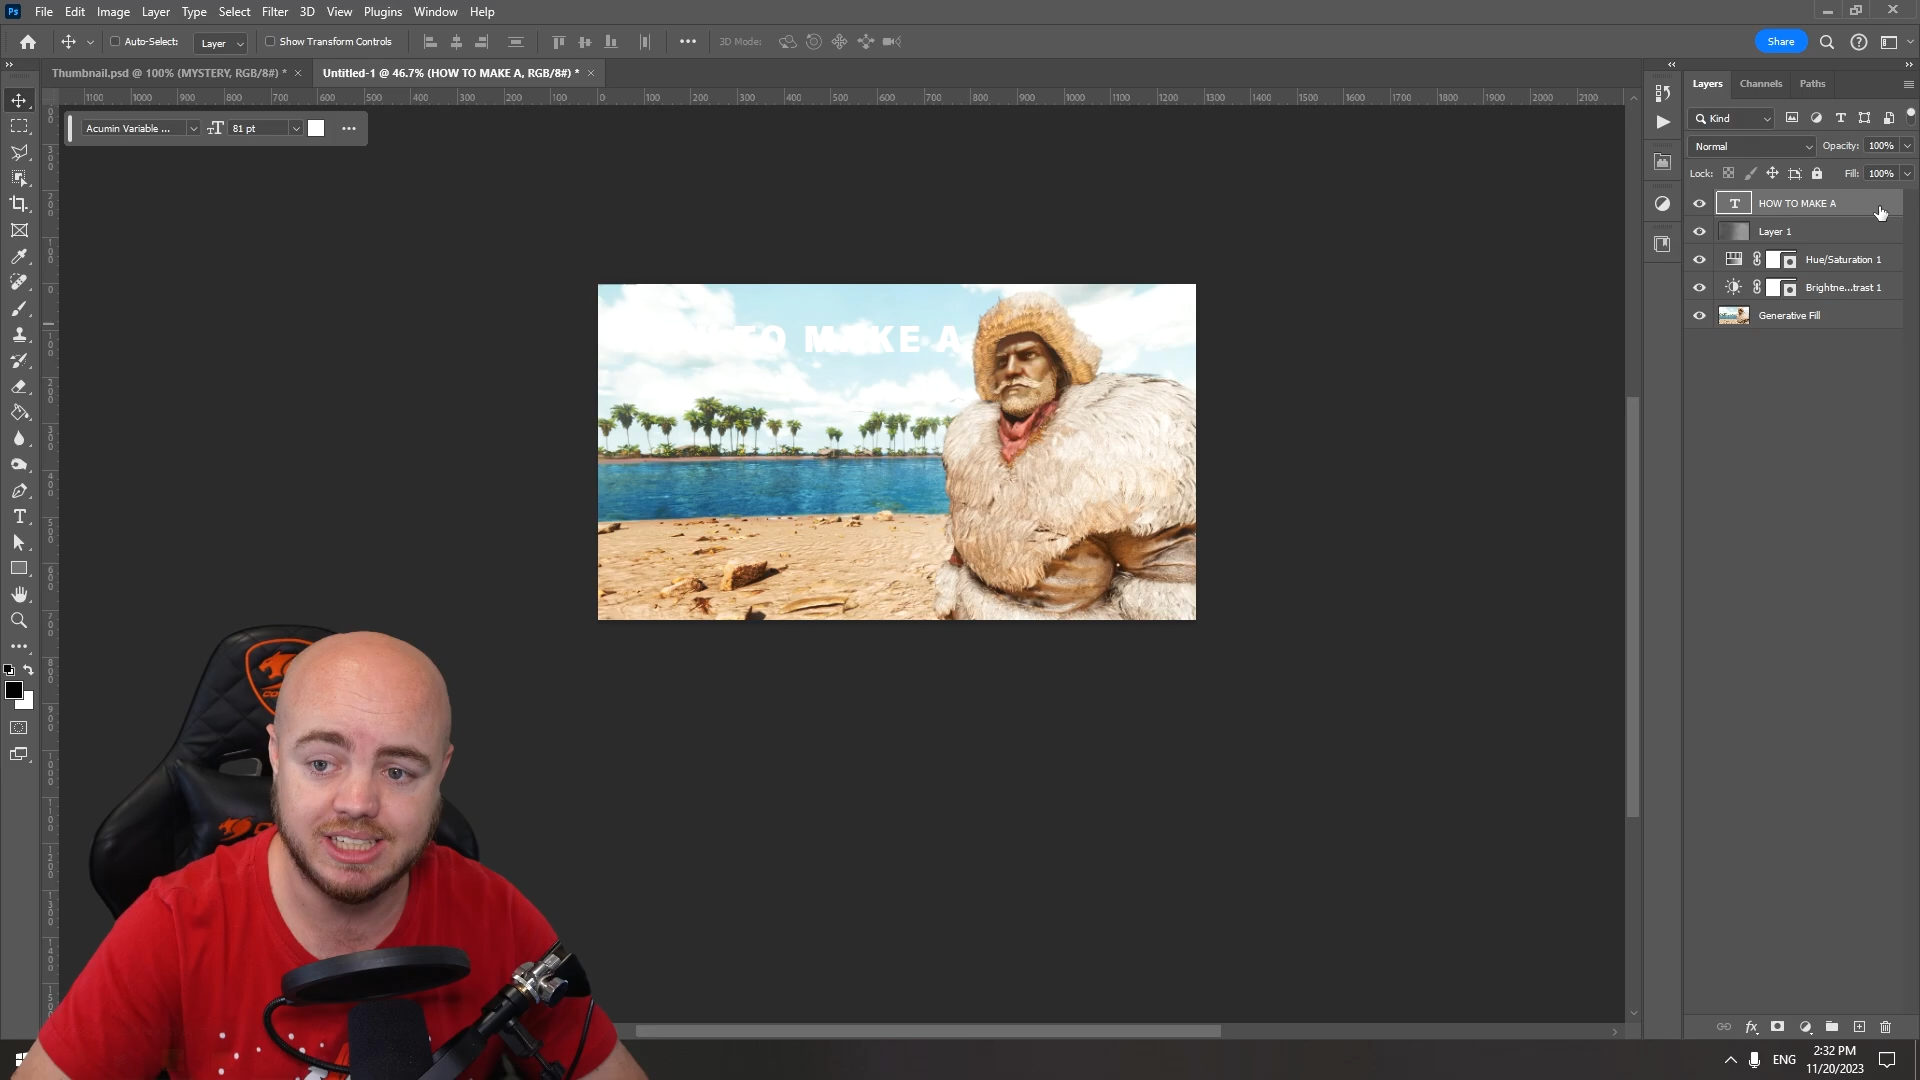 Ps File Edit Image Layer Type Select Filter 3D View Plugins Window Help
Auto-Select: Layer Show Transform Controls 3D Mode: Share
Thumbnail.psd @ 100% (MYSTERY, RGB/8#) * Untitled-1 @ 46.7% (HOW TO MAKE A, RGB/8#) *
1100 1000 900 800 700 600 500 400 300 200 100 0 100 200 300 400 500 600 700 800 900 1000 1100 1200 1300 1400 1500 1600 1700 1800 1900 2000 2100
Acumin Variable ... 81 pt
TO MAKE A
Layers Channels Paths
Kind
Normal Opacity: 100%
Lock: Fill: 100%
HOW TO MAKE A
Layer 1
Hue/Saturation 1
Brightne...trast 1
Generative Fill
fx
ENG
2:32 PM
11/20/2023